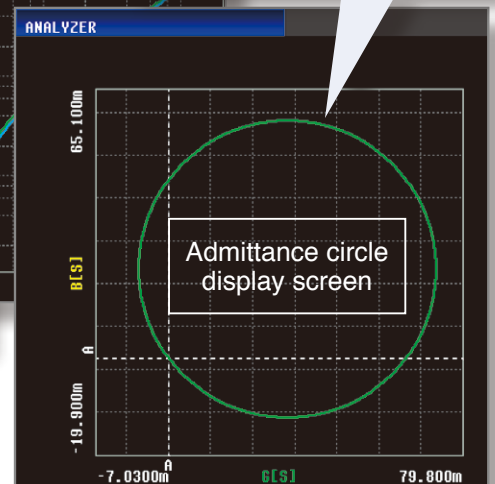 ANALYZER
65.100m
B[S]
A
-19.900m
Admittance circle
display screen
A
-7.0300m
G[S]
79.800m